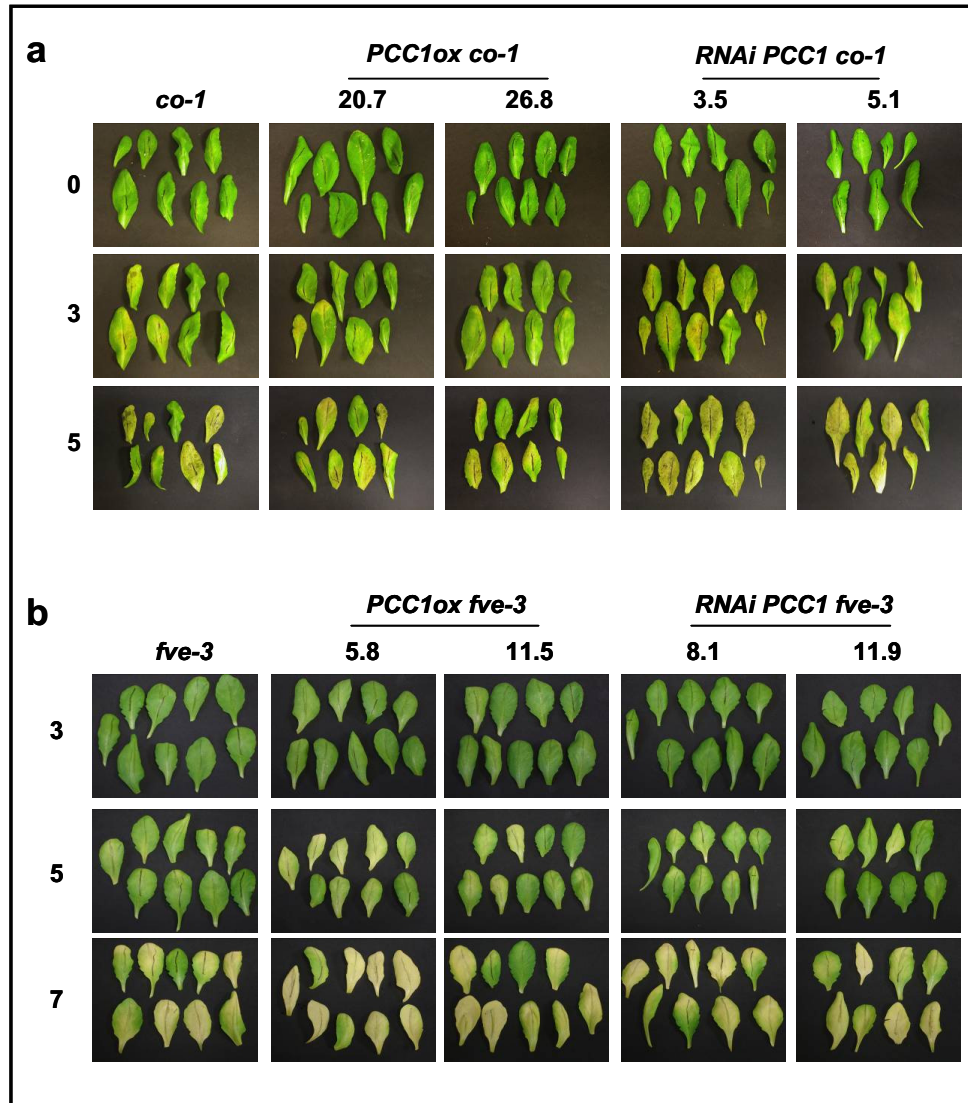 a
PCC1ox co-1 RNAi PCC1 co-1
co-1 20.7 26.8 3.5 5.1
0
3
5
b
PCC1ox fve-3 RNAi PCC1 fve-3
fve-3 5.8 11.5 8.1 11.9
3
5
7